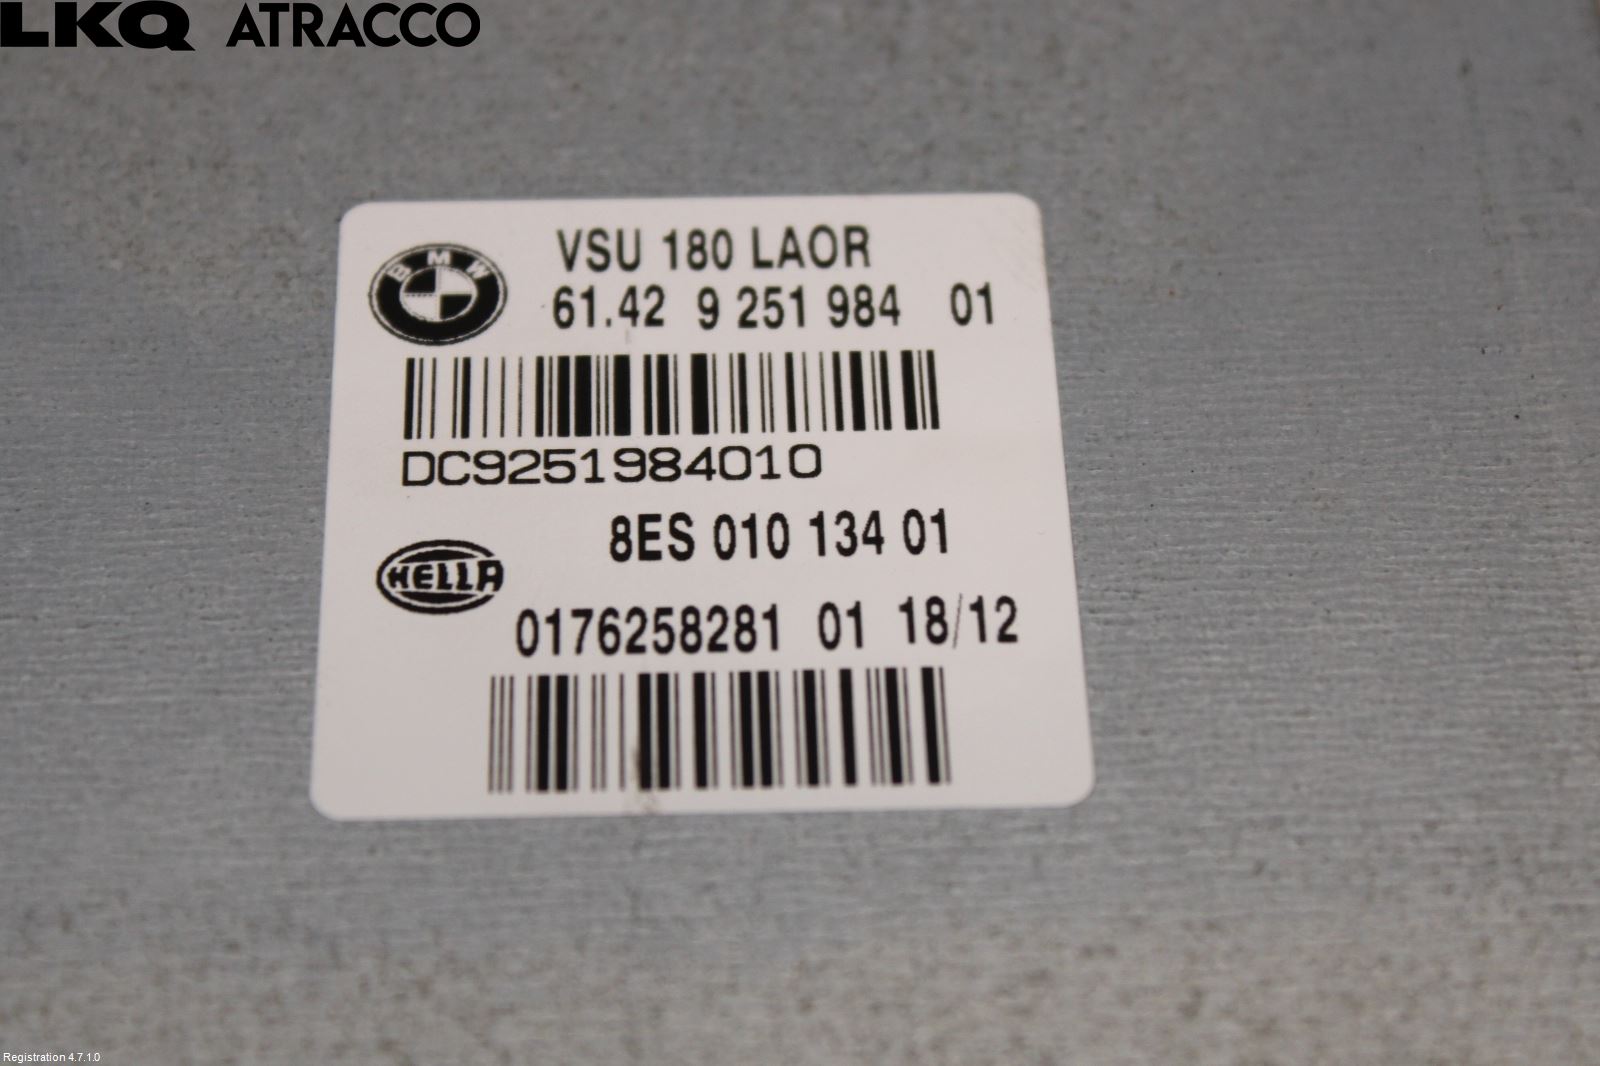 LKQ ATRACCO
VSU 180 LAOR
BMW
61.42 9 251 984 01
DC9251984010
8ES 010 134 01
HELLA
0176258281 01 18/12
Registration 4.7.1.0